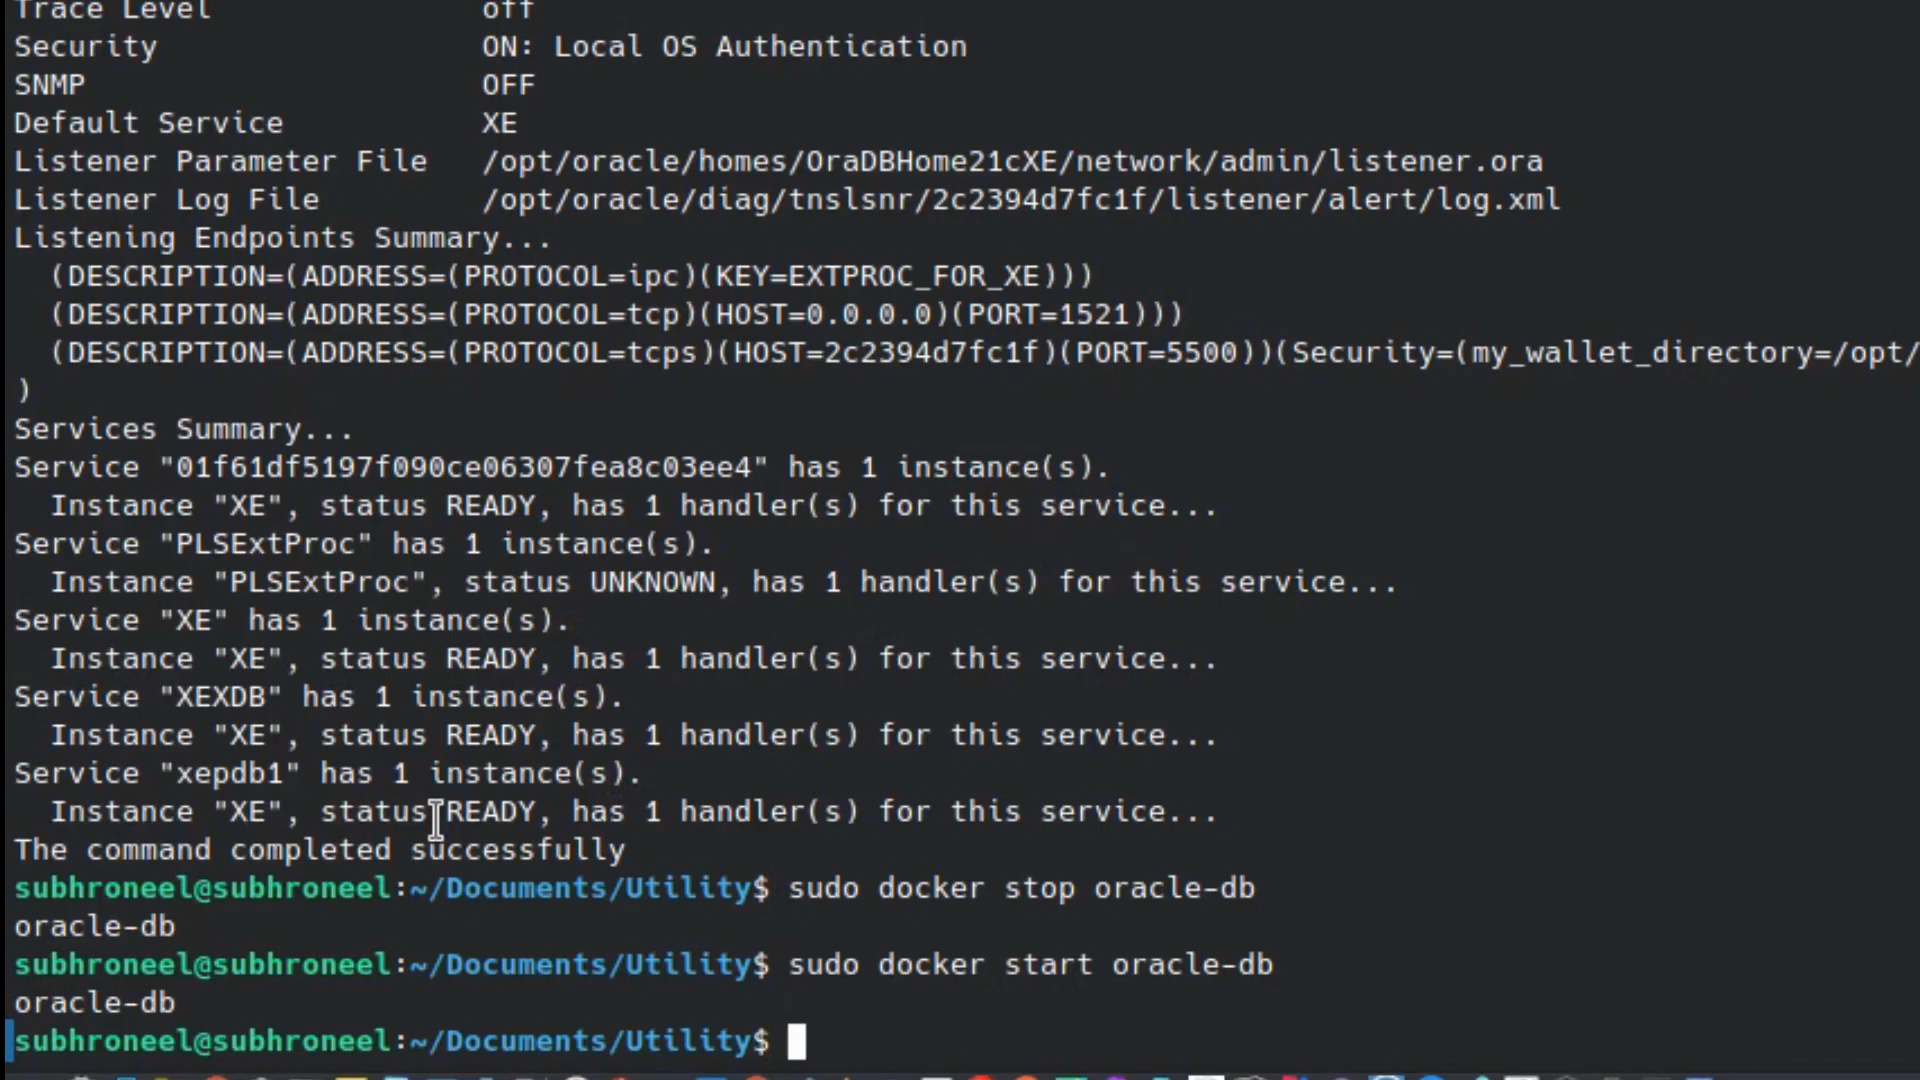 Trace Level               off
Security                  ON: Local OS Authentication
SNMP                      OFF
Default Service           XE
Listener Parameter File   /opt/oracle/homes/OraDBHome21cXE/network/admin/listener.ora
Listener Log File         /opt/oracle/diag/tnslsnr/2c2394d7fc1f/listener/alert/log.xml
Listening Endpoints Summary...
  (DESCRIPTION=(ADDRESS=(PROTOCOL=ipc)(KEY=EXTPROC_FOR_XE)))
  (DESCRIPTION=(ADDRESS=(PROTOCOL=tcp)(HOST=0.0.0.0)(PORT=1521)))
  (DESCRIPTION=(ADDRESS=(PROTOCOL=tcps)(HOST=2c2394d7fc1f)(PORT=5500))(Security=(my_wallet_directory=/opt/
)
Services Summary...
Service "01f61df5197f090ce06307fea8c03ee4" has 1 instance(s).
  Instance "XE", status READY, has 1 handler(s) for this service...
Service "PLSExtProc" has 1 instance(s).
  Instance "PLSExtProc", status UNKNOWN, has 1 handler(s) for this service...
Service "XE" has 1 instance(s).
  Instance "XE", status READY, has 1 handler(s) for this service...
Service "XEXDB" has 1 instance(s).
  Instance "XE", status READY, has 1 handler(s) for this service...
Service "xepdb1" has 1 instance(s).
  Instance "XE", status READY, has 1 handler(s) for this service...
The command completed successfully
subhroneel@subhroneel:~/Documents/Utility$ sudo docker stop oracle-db
oracle-db
subhroneel@subhroneel:~/Documents/Utility$ sudo docker start oracle-db
oracle-db
subhroneel@subhroneel:~/Documents/Utility$